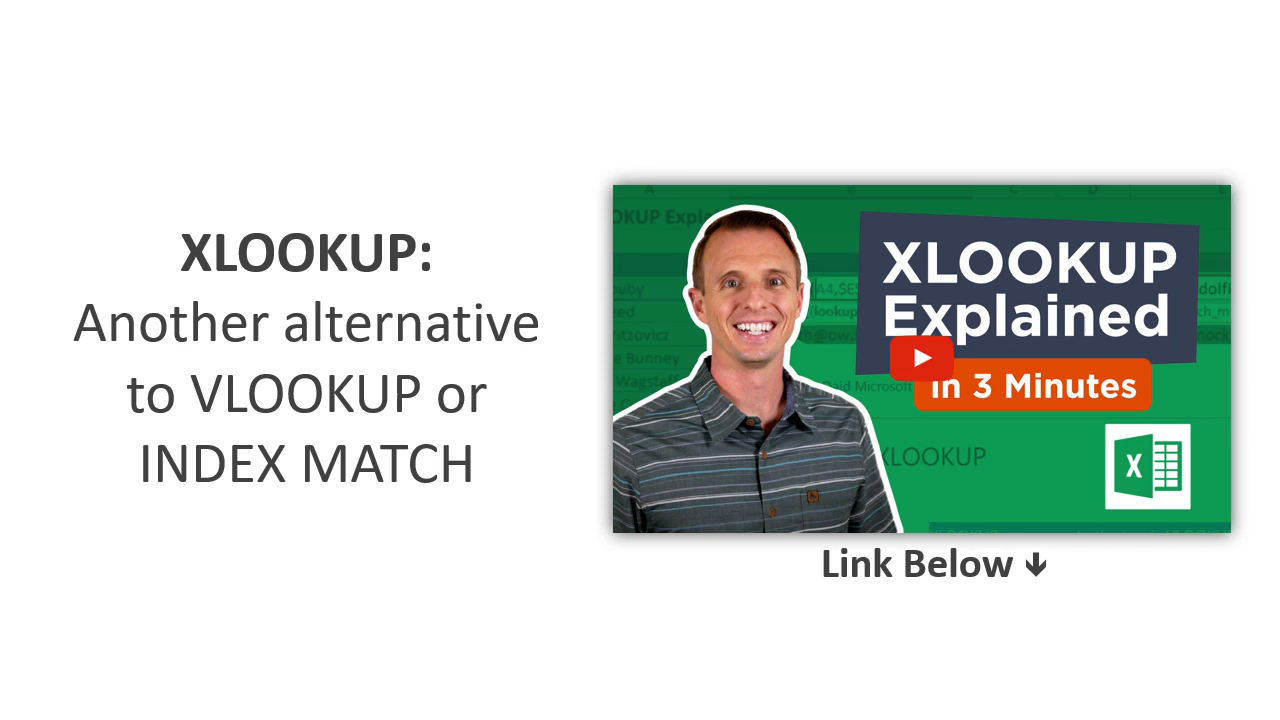 XLOOKUP:
Another alternative
to VLOOKUP or
INDEX MATCH
XLOOKUP
Explained
in 3 Minutes
XLOOKUP
X
Link Below ↓